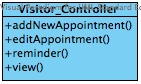 Visitor_Controller
+addNewAppointment()
+editAppointment()
+reminder()
+view()